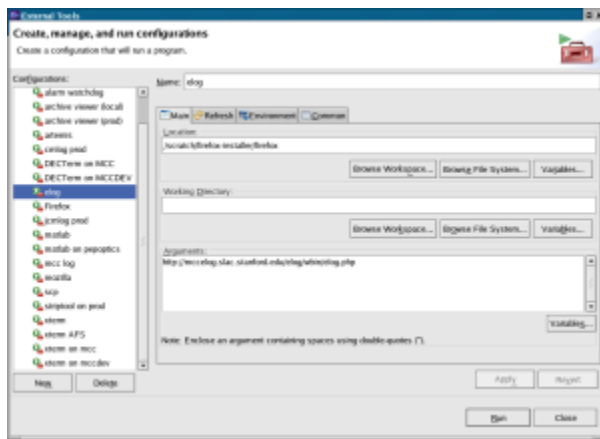 External Tools
Create, manage, and run configurations
Create a configuration that will run a program.
Configurations:
alarm watchdog
archive viewer (local)
archive viewer (prod)
artemis
cmlog prod
DECTerm on MCC
DECTerm on MCCDEV
elog
Firefox
jcmlog prod
matlab
matlab on pepoptics
mcc log
mozilla
scp
striptool on prod
xterm
xterm AFS
xterm on mcc
xterm on mccdev
New
Delete
Name: elog
Main
Refresh
Environment
Common
Location:
/scratch/firefox-installer/firefox
Browse Workspace...
Browse File System...
Variables...
Working Directory:
Browse Workspace...
Browse File System...
Variables...
Arguments:
http://mccelog.slac.stanford.edu/elog/wbin/elog.php
Variables...
Note: Enclose an argument containing spaces using double-quotes (").
Apply
Revert
Run
Close